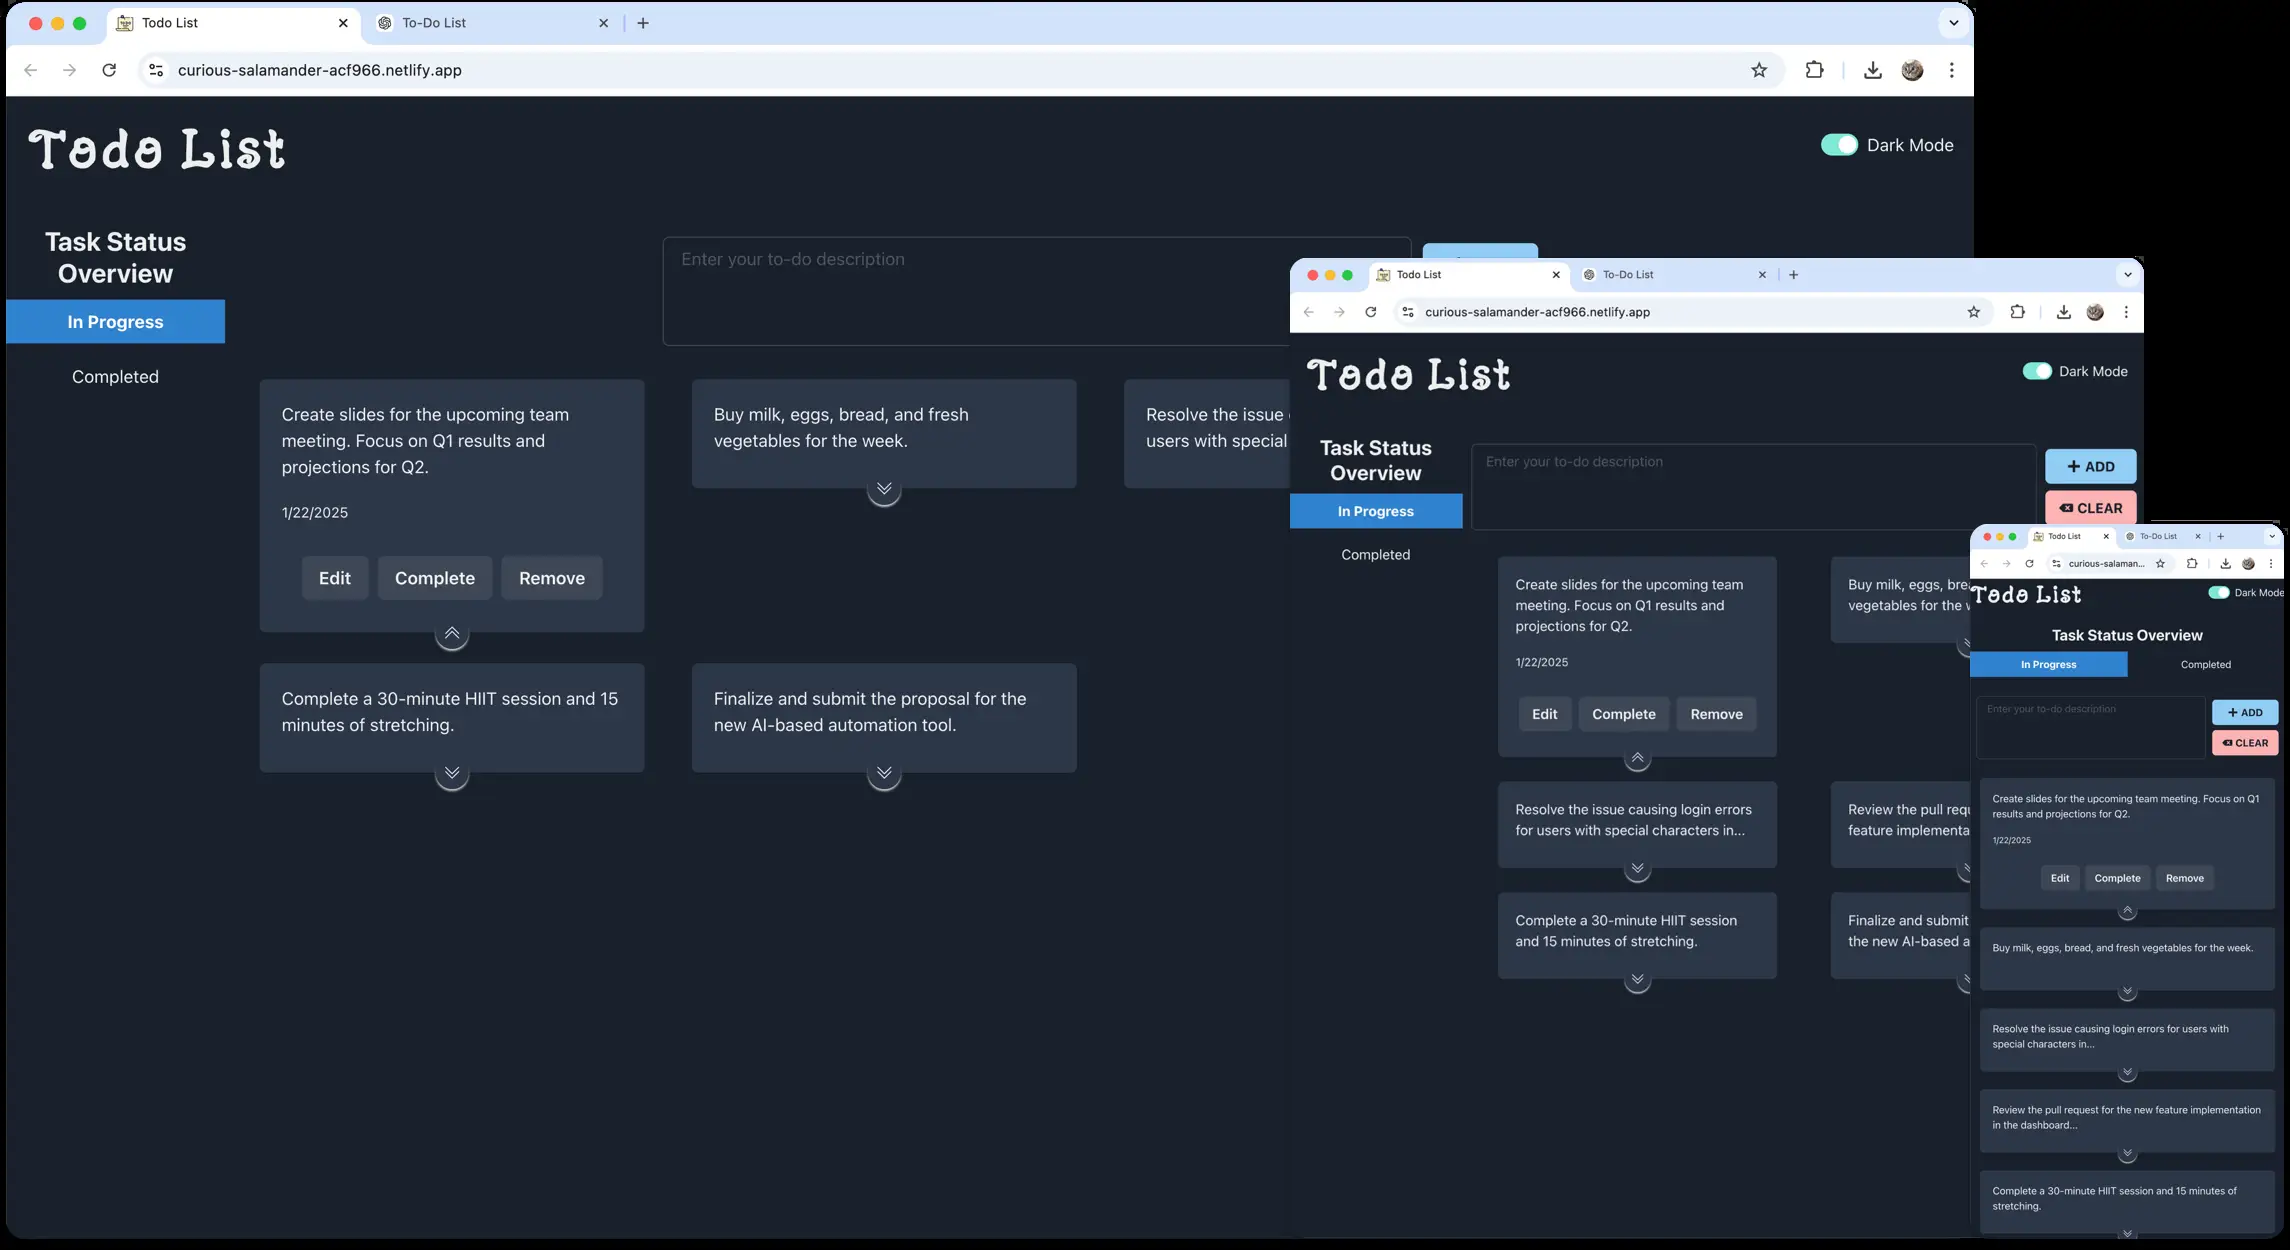 Todo List
To-Do List
curious-salamander-acf966.netlify.app
Todo List
Dark Mode
Task Status
Overview
In Progress
Completed
Enter your to-do description
Create slides for the upcoming team
meeting. Focus on Q1 results and
projections for Q2.
1/22/2025
Edit
Complete
Remove
Buy milk, eggs, bread, and fresh
vegetables for the week.
Resolve the issue
users with special
Complete a 30-minute HIIT session and 15
minutes of stretching.
Finalize and submit the proposal for the
new AI-based automation tool.
Todo List
To-Do List
curious-salamander-acf966.netlify.app
Todo List
Dark Mode
Task Status
Overview
In Progress
Completed
Enter your to-do description
ADD
CLEAR
Create slides for the upcoming team
meeting. Focus on Q1 results and
projections for Q2.
1/22/2025
Edit
Complete
Remove
Buy milk, eggs,
vegetables for the
Resolve the issue causing login errors
for users with special characters in...
Review the pull
feature
Complete a 30-minute HIIT session
and 15 minutes of stretching.
Finalize and submit
the new AI-based
Todo List
To-Do List
curious-salaman...
Todo List
Dark Mode
Task Status Overview
In Progress
Completed
Enter your to-do description
ADD
CLEAR
Create slides for the upcoming team meeting. Focus on Q1
results and projections for Q2.
1/22/2025
Edit
Complete
Remove
Buy milk, eggs, bread, and fresh vegetables for the week.
Resolve the issue causing login errors for users with
special characters in...
Review the pull request for the new feature implementation
in the dashboard...
Complete a 30-minute HIIT session and 15 minutes of
stretching.